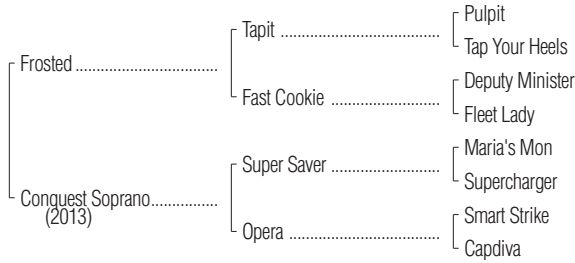 Pulpit
Tapit
Tap Your Heels
Frosted
Deputy Minister
Fast Cookie
Fleet Lady
Maria's Mon
Super Saver
Supercharger
Conquest Soprano
(2013)
Smart Strike
Opera
Capdiva